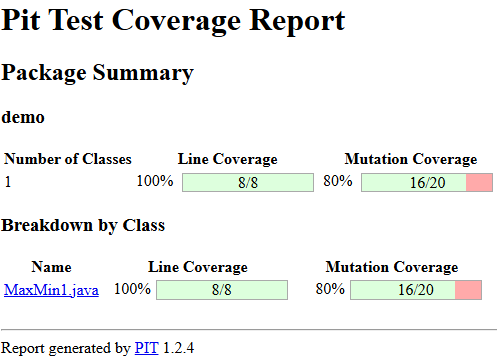 Pit Test Coverage Report
Package Summary
demo
Number of Classes Line Coverage Mutation Coverage
1 100% 8/8 80% 16/20
Breakdown by Class
Name Line Coverage Mutation Coverage
MaxMin1.java 100% 8/8 80% 16/20
Report generated by PIT 1.2.4